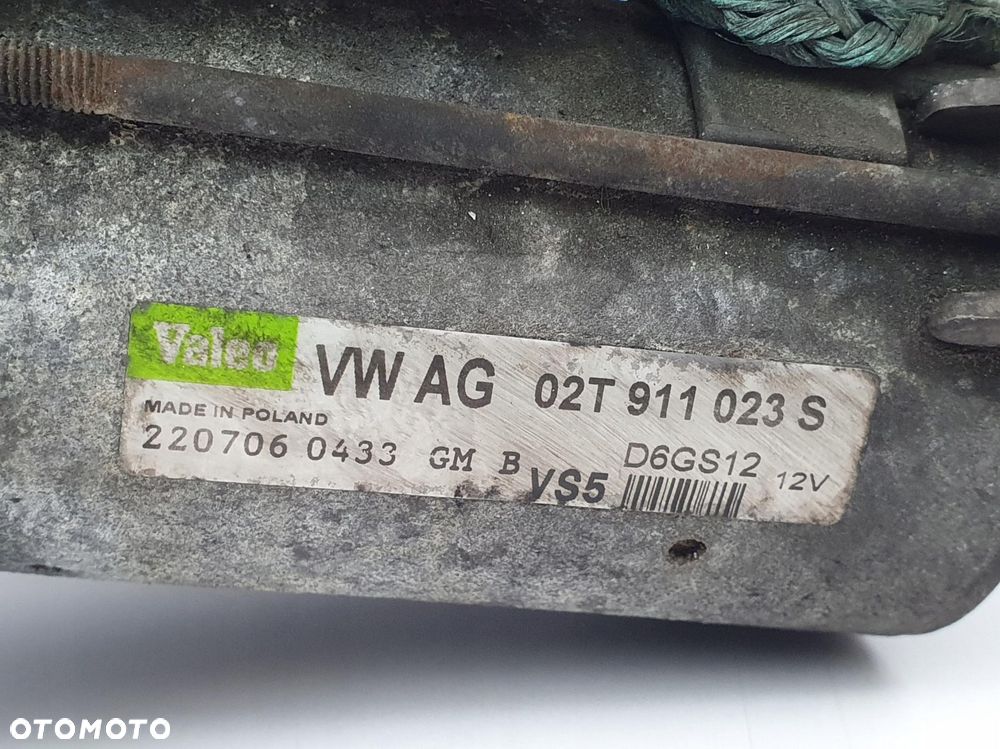 Valeo
VW AG 02T 911 023 S
MADE IN POLAND
220706 0433 GM B
VS5
D6GS12 12V
OTOMOTO